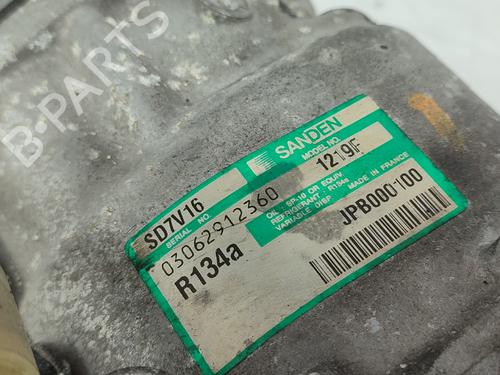 B-PARTS
SANDEN
SD7V16
MODEL NO.
1219F
SERIAL NO.
03062912360
OIL : SP-10 OR EQUIV.
REFRIGERANT : R134a
VARIABLE DISP. MADE IN FRANCE
R134a
JPB000100